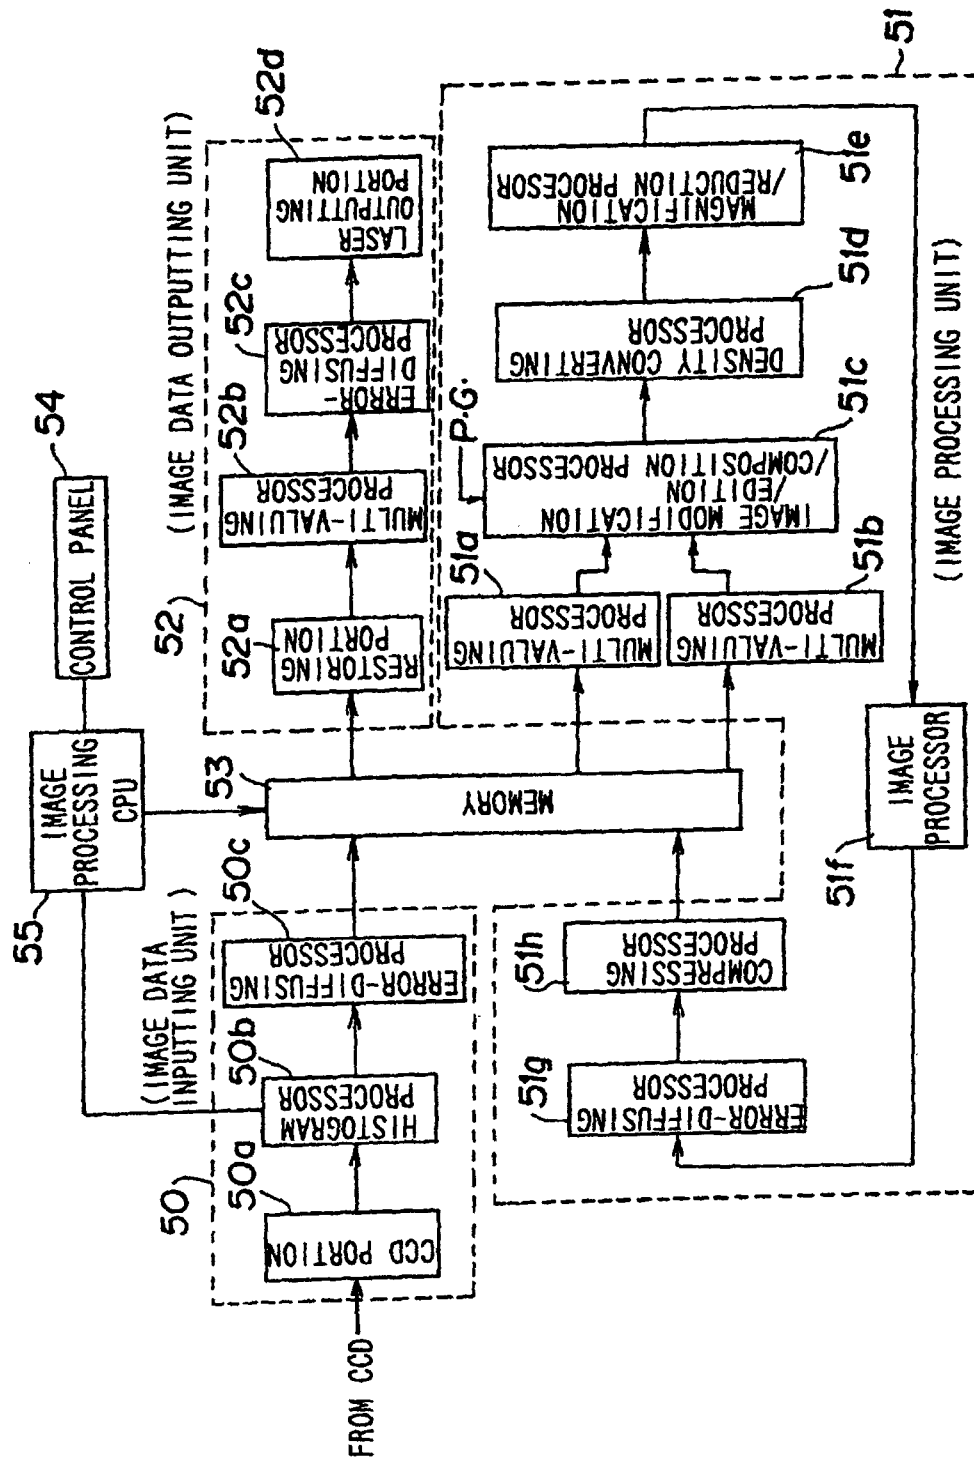 55
IMAGE
PROCESSING
CPU
54
CONTROL PANEL
(IMAGE DATA
INPUTTING UNIT)
50
FROM CCD
50a
CCD PORTION
50b
HISTOGRAM
PROCESSOR
50c
ERROR-DIFFUSING
PROCESSOR
53
MEMORY
52
(IMAGE DATA OUTPUTTING UNIT)
52a
RESTORING
PORTION
52b
MULTI-VALUING
PROCESSOR
52c
ERROR-
DIFFUSING
PROCESSOR
52d
LASER
OUTPUTTING
PORTION
51g
ERROR-DIFFUSING
PROCESSOR
51h
COMPRESSING
PROCESSOR
51a
MULTI-VALUING
PROCESSOR
51b
MULTI-VALUING
PROCESSOR
P.G.
51c
IMAGE MODIFICATION
/EDITION
/COMPOSITION PROCESSOR
51d
DENSITY CONVERTING
PROCESSOR
51e
MAGNIFICATION
/REDUCTION PROCESOR
51
51f
IMAGE
PROCESSOR
(IMAGE PROCESSING UNIT)